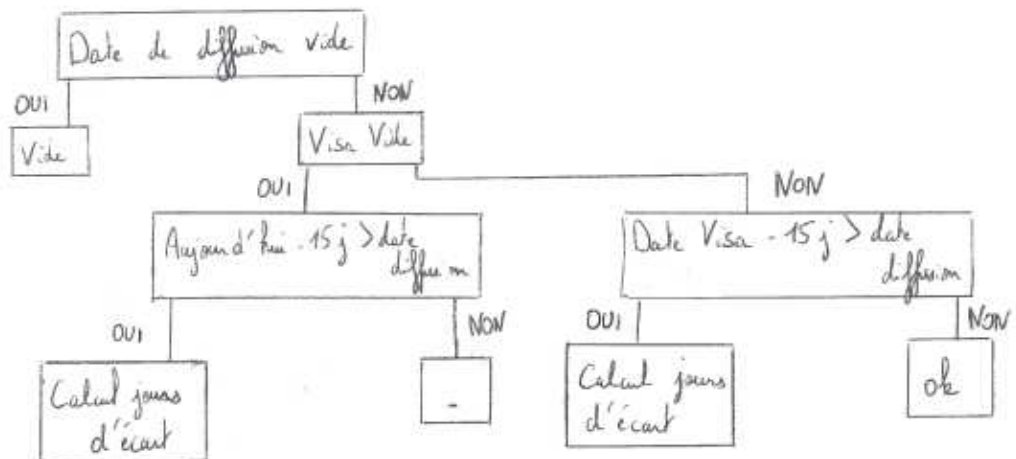 Date de diffusion vide
OUI
NON
Vide
Visa Vide
OUI
NON
Aujourd'hui - 15 j > date
diffusion
Date Visa - 15 j > date
diffusion
OUI
NON
OUI
NON
Calcul jours
d'écart
-
Calcul jours
d'écart
ok